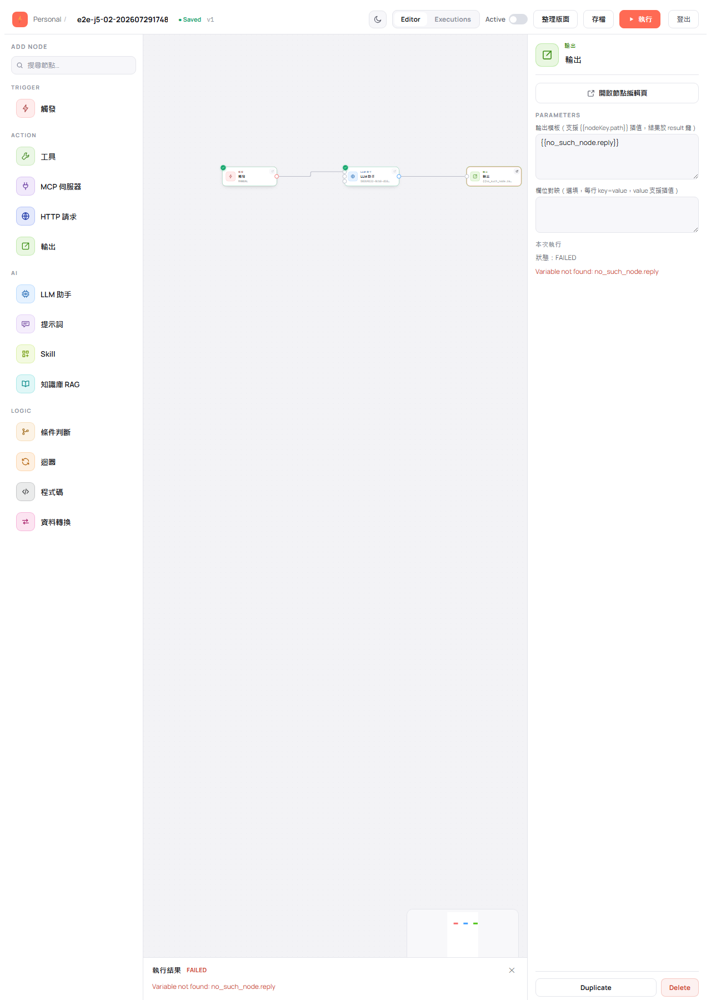 Personal /
e2e-j5-02-202607291748
● Saved
v1
Editor
Executions
Active
整理版面
存檔
執行
登出
ADD NODE
搜尋節點...
TRIGGER
觸發
ACTION
工具
MCP 伺服器
HTTP 請求
輸出
AI
LLM 助手
提示詞
Skill
知識庫 RAG
LOGIC
條件判斷
迴圈
程式碼
資料轉換
觸發
觸發
MANUAL
LLM 助手
LLM 助手
輸出
輸出
{{no_such_node.re...
執行結果
FAILED
Variable not found: no_such_node.reply
輸出
輸出
開啟節點編輯頁
PARAMETERS
輸出模板（支援 {{nodeKey.path}} 插值，結果放 result 鍵）
{{no_such_node.reply}}
欄位對映（選填，每行 key=value，value 支援插值）
本次執行
狀態：FAILED
Variable not found: no_such_node.reply
Duplicate
Delete